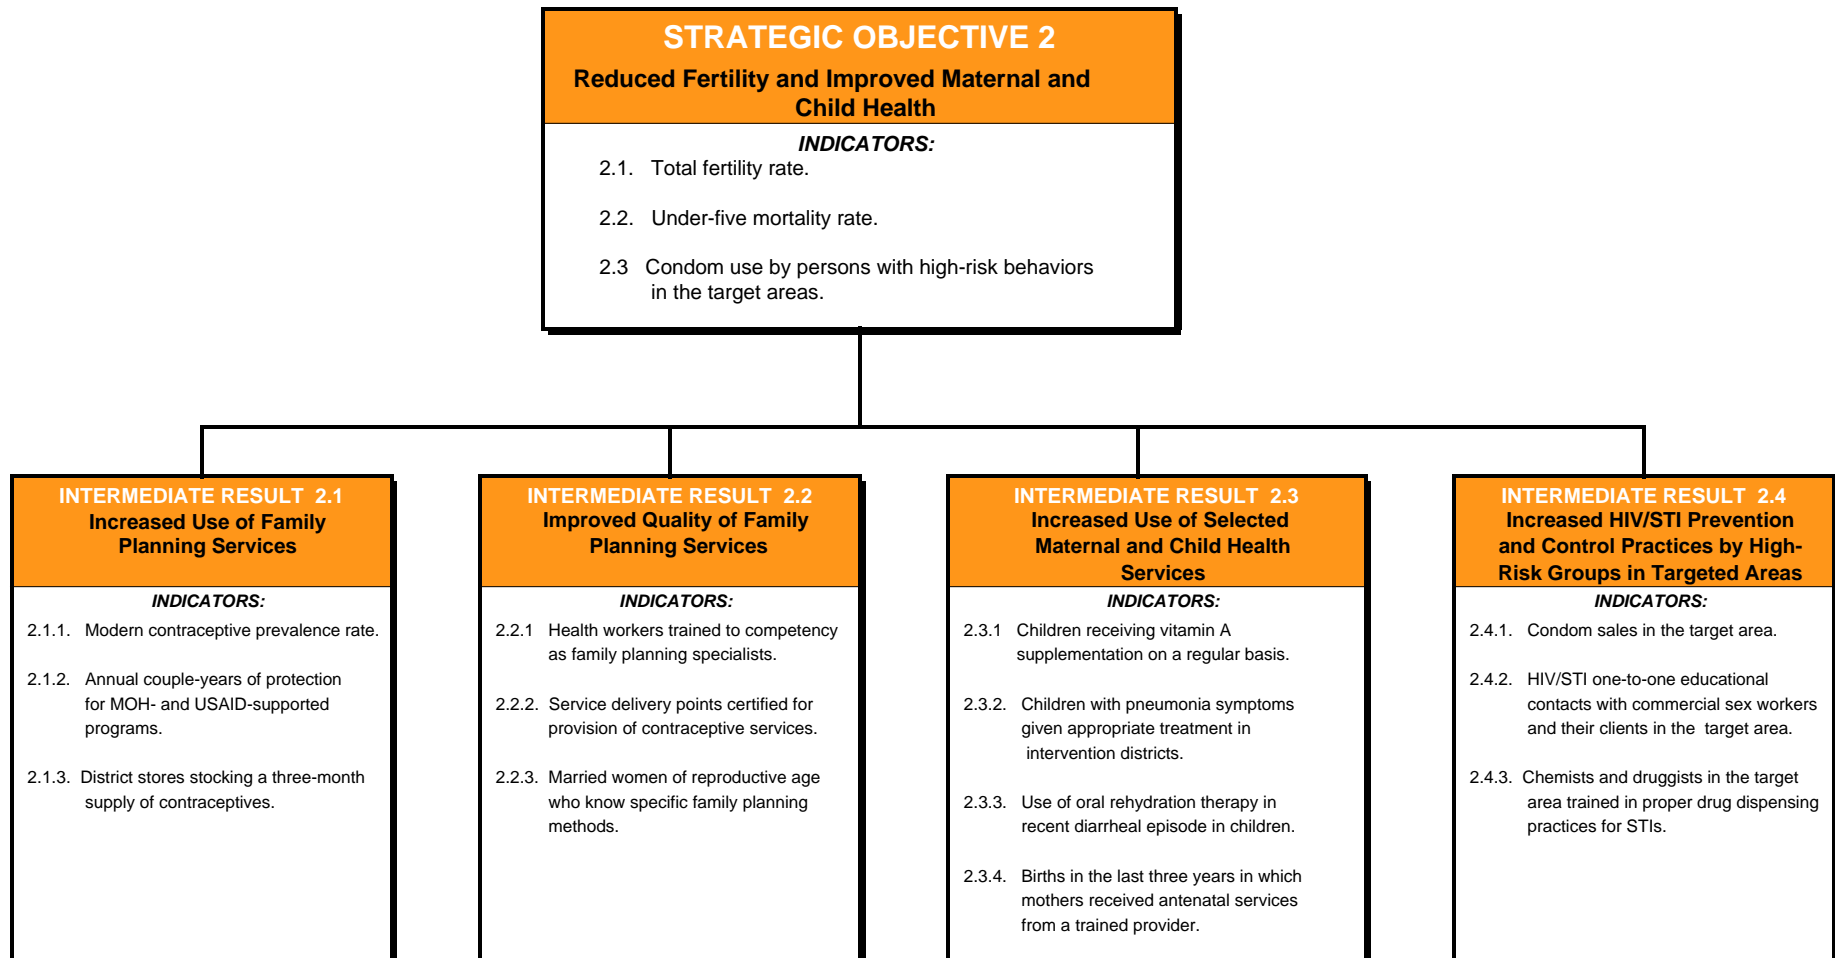 STRATEGIC OBJECTIVE 2
Reduced Fertility and Improved Maternal and
Child Health
INDICATORS:
2.1. Total fertility rate.
2.2. Under-five mortality rate.
2.3 Condom use by persons with high-risk behaviors
in the target areas.
INTERMEDIATE RESULT 2.1
Increased Use of Family
Planning Services
INDICATORS:
2.1.1. Modern contraceptive prevalence rate.
2.1.2. Annual couple-years of protection
for MOH- and USAID-supported
programs.
2.1.3. District stores stocking a three-month
supply of contraceptives.
INTERMEDIATE RESULT 2.2
Improved Quality of Family
Planning Services
INDICATORS:
2.2.1 Health workers trained to competency
as family planning specialists.
2.2.2. Service delivery points certified for
provision of contraceptive services.
2.2.3. Married women of reproductive age
who know specific family planning
methods.
INTERMEDIATE RESULT 2.3
Increased Use of Selected
Maternal and Child Health
Services
INDICATORS:
2.3.1 Children receiving vitamin A
supplementation on a regular basis.
2.3.2. Children with pneumonia symptoms
given appropriate treatment in
intervention districts.
2.3.3. Use of oral rehydration therapy in
recent diarrheal episode in children.
2.3.4. Births in the last three years in which
mothers received antenatal services
from a trained provider.
INTERMEDIATE RESULT 2.4
Increased HIV/STI Prevention
and Control Practices by High-
Risk Groups in Targeted Areas
INDICATORS:
2.4.1. Condom sales in the target area.
2.4.2. HIV/STI one-to-one educational
contacts with commercial sex workers
and their clients in the target area.
2.4.3. Chemists and druggists in the target
area trained in proper drug dispensing
practices for STIs.